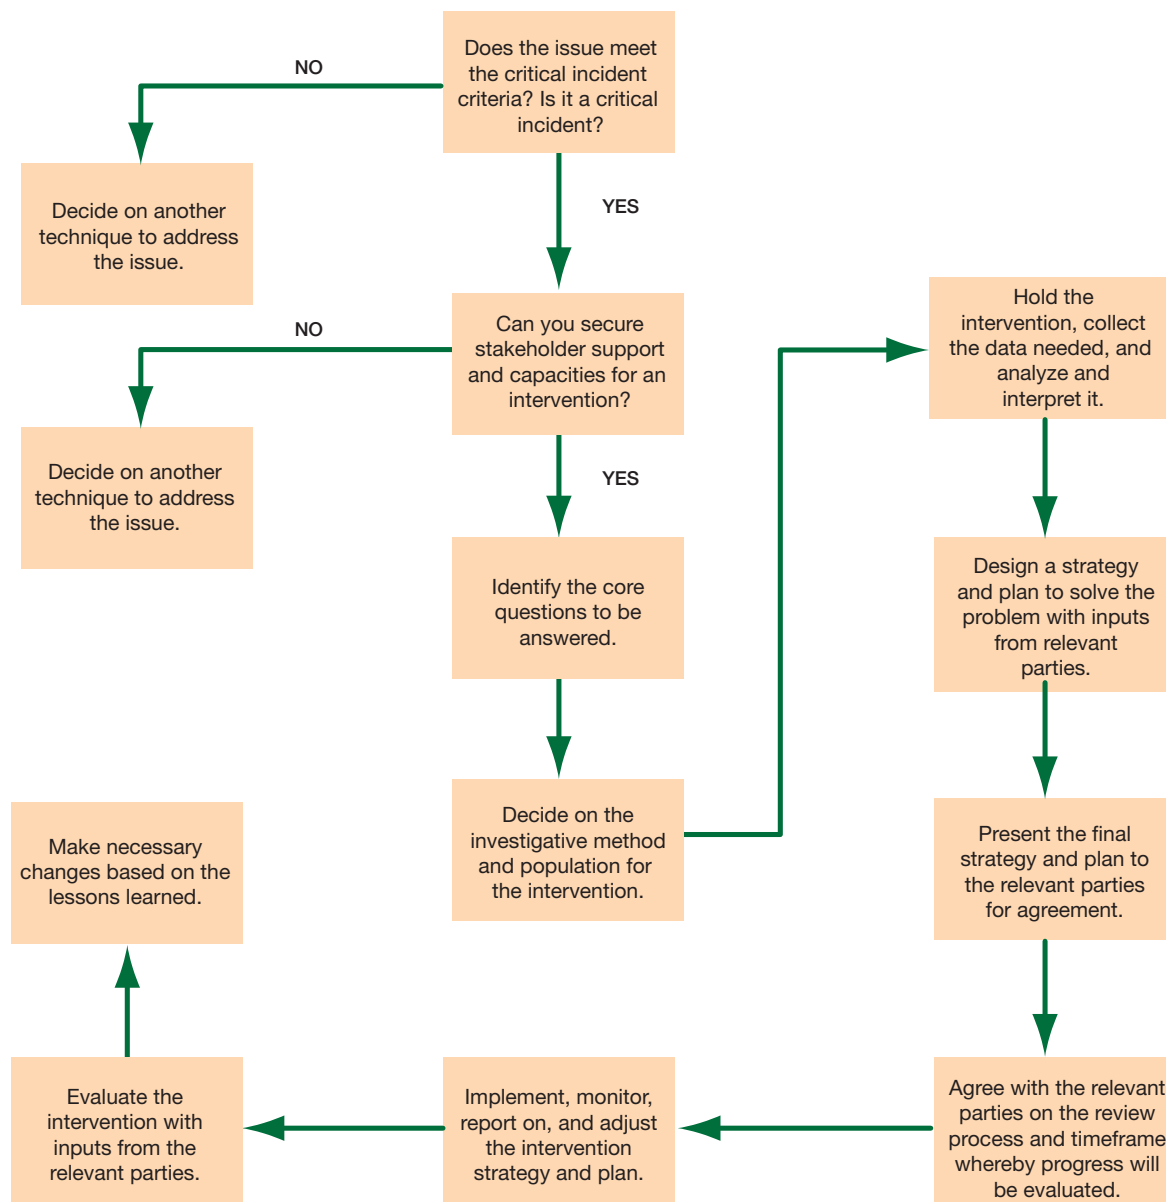 Does the issue meet
the critical incident
criteria? Is it a critical
incident?
NO
YES
Decide on another
technique to address
the issue.
Can you secure
stakeholder support
and capacities for an
intervention?
NO
YES
Decide on another
technique to address
the issue.
Identify the core
questions to be
answered.
Decide on the
investigative method
and population for
the intervention.
Hold the
intervention, collect
the data needed, and
analyze and
interpret it.
Design a strategy
and plan to solve the
problem with inputs
from relevant
parties.
Present the final
strategy and plan to
the relevant parties
for agreement.
Agree with the relevant
parties on the review
process and timeframe
whereby progress will
be evaluated.
Implement, monitor,
report on, and adjust
the intervention
strategy and plan.
Evaluate the
intervention with
inputs from the
relevant parties.
Make necessary
changes based on the
lessons learned.